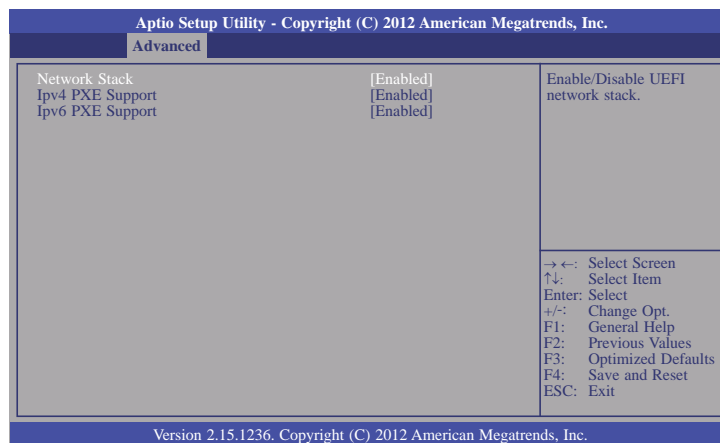 Aptio Setup Utility - Copyright (C) 2012 American Megatrends, Inc.
Advanced
Network Stack [Enabled]
Ipv4 PXE Support [Enabled]
Ipv6 PXE Support [Enabled]
Enable/Disable UEFI
network stack.
→ ←: Select Screen
↑↓: Select Item
Enter: Select
+/-: Change Opt.
F1: General Help
F2: Previous Values
F3: Optimized Defaults
F4: Save and Reset
ESC: Exit
Version 2.15.1236. Copyright (C) 2012 American Megatrends, Inc.